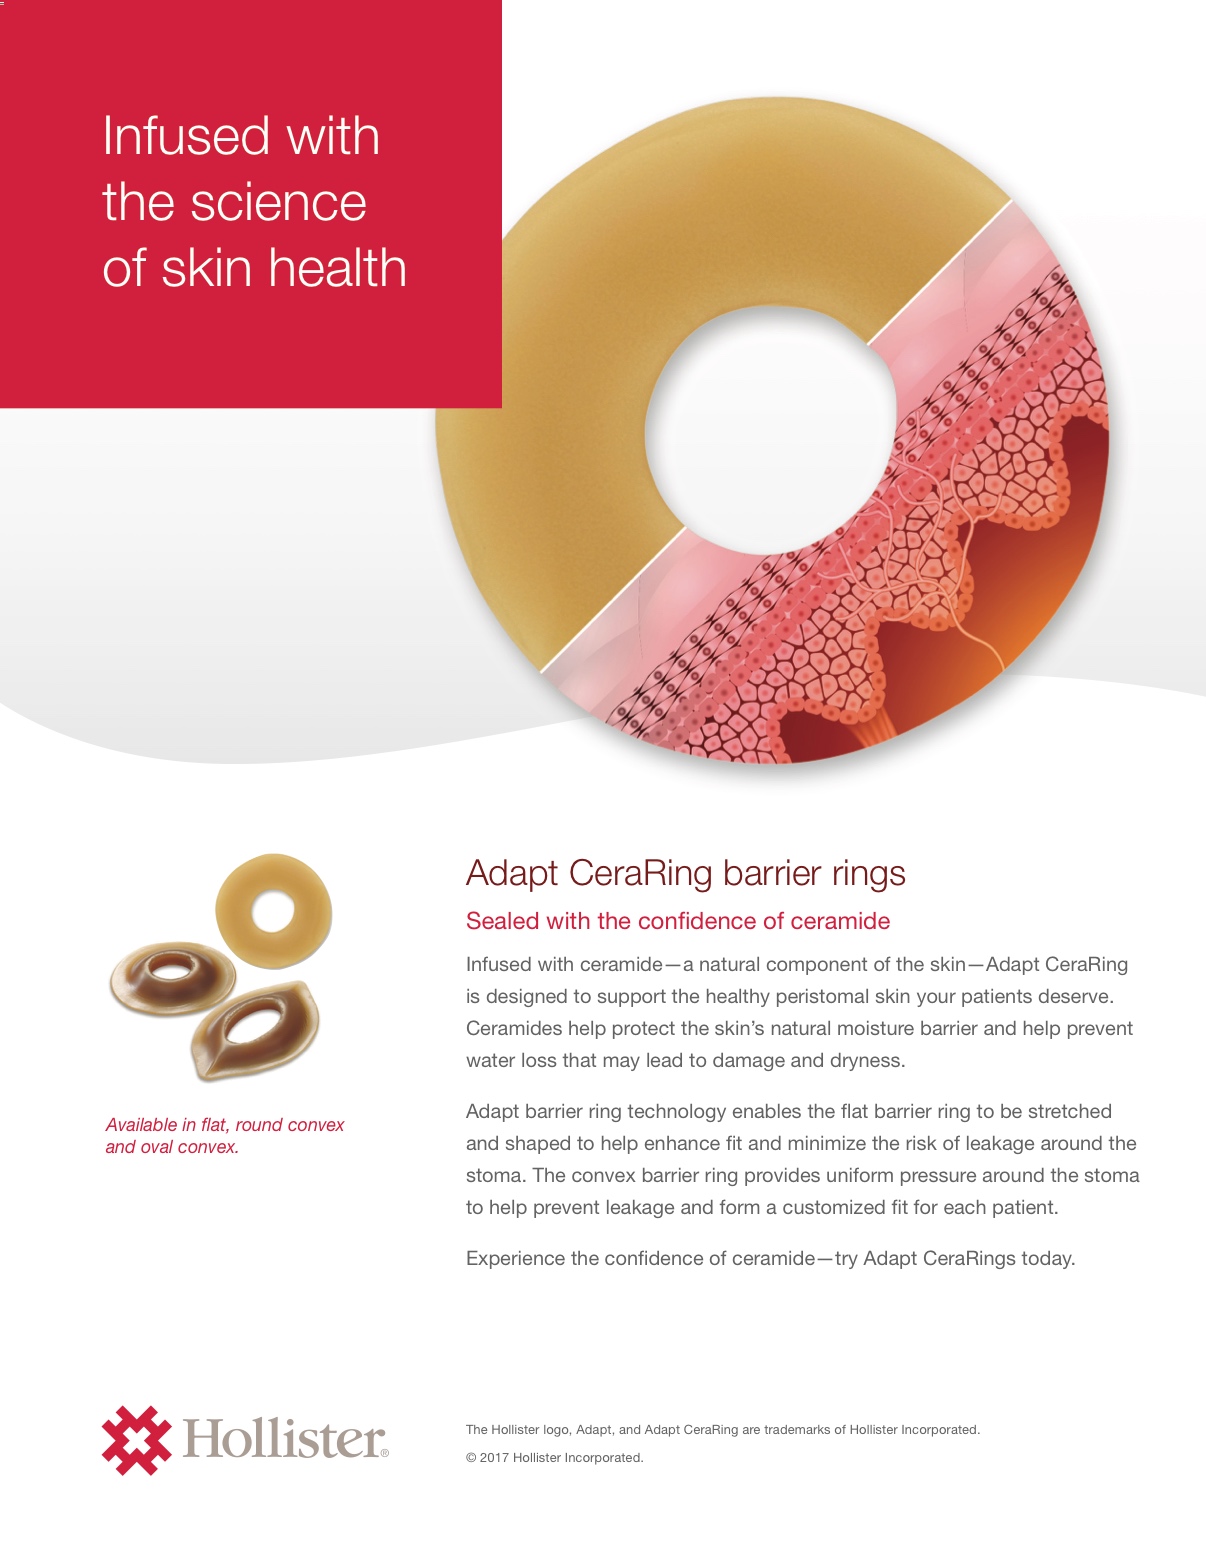 Infused with
the science
of skin health
Adapt CeraRing barrier rings
Sealed with the confidence of ceramide
Infused with ceramide—a natural component of the skin—Adapt CeraRing
is designed to support the healthy peristomal skin your patients deserve.
Ceramides help protect the skin’s natural moisture barrier and help prevent
water loss that may lead to damage and dryness.
Adapt barrier ring technology enables the flat barrier ring to be stretched
and shaped to help enhance fit and minimize the risk of leakage around the
stoma. The convex barrier ring provides uniform pressure around the stoma
to help prevent leakage and form a customized fit for each patient.
Experience the confidence of ceramide—try Adapt CeraRings today.
Available in flat, round convex
and oval convex.
Hollister®
The Hollister logo, Adapt, and Adapt CeraRing are trademarks of Hollister Incorporated.
© 2017 Hollister Incorporated.